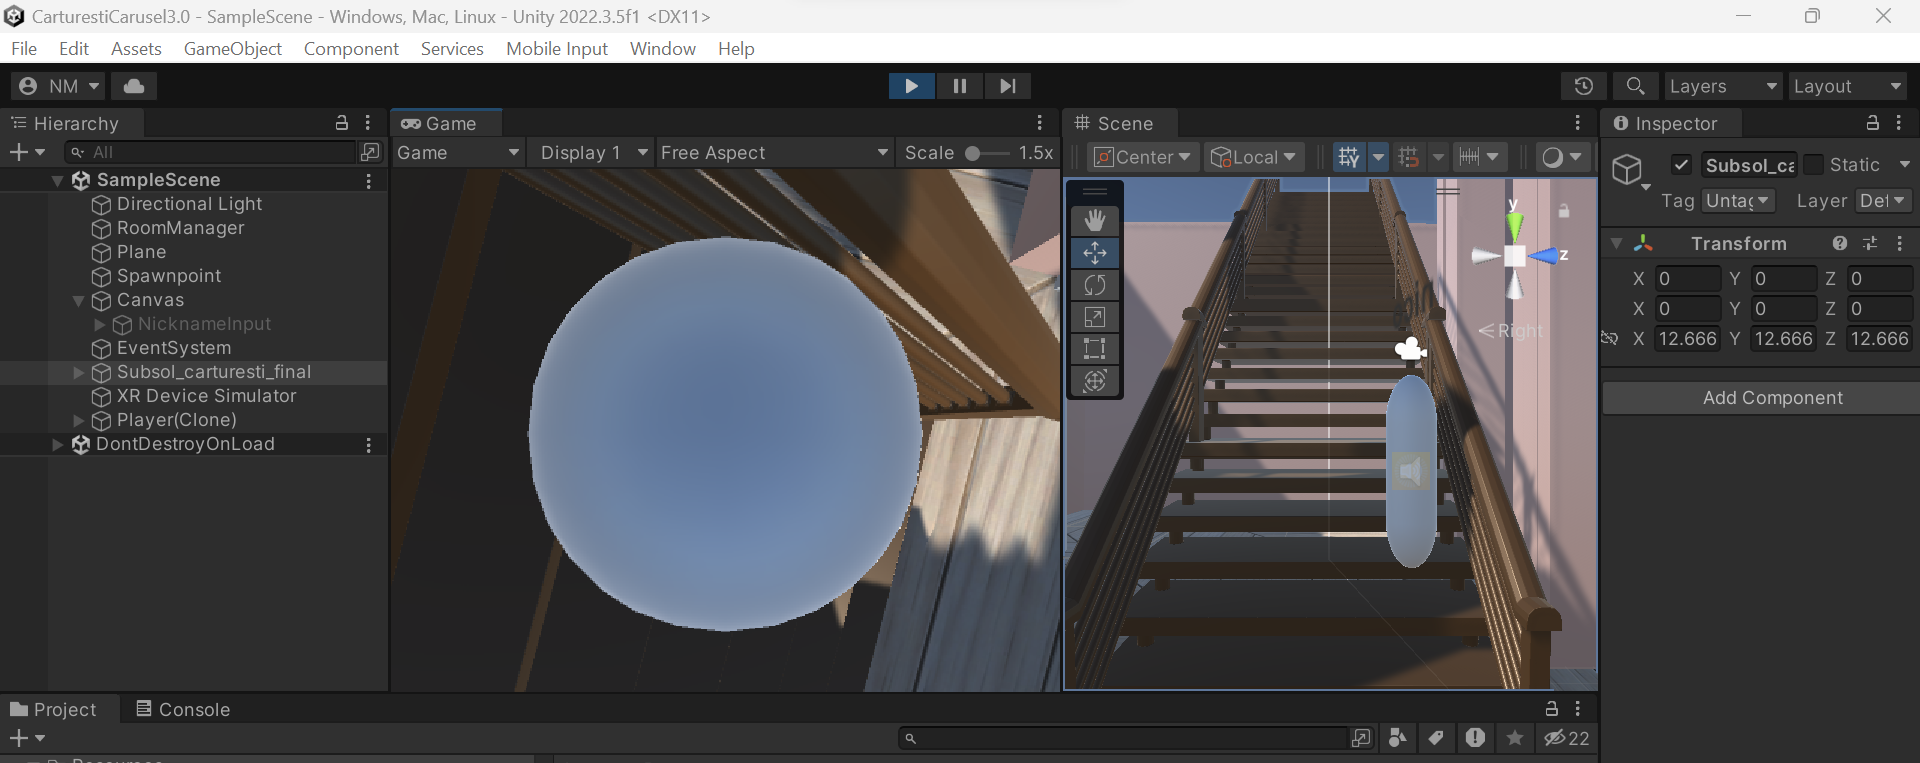 CarturestiCarusel3.0 - SampleScene - Windows, Mac, Linux - Unity 2022.3.5f1 <DX11>
File Edit Assets GameObject Component Services Mobile Input Window Help
NM Layers Layout
Hierarchy Game Scene Inspector
All Game Display 1 Free Aspect Scale 1.5x Center Local Subsol_ca Static
SampleScene
Directional Light
RoomManager
Plane
Spawnpoint
Canvas
NicknameInput
EventSystem
Subsol_carturesti_final
XR Device Simulator
Player(Clone)
DontDestroyOnLoad
y
z
Right
Tag Untag Layer Def
Transform
X 0 Y 0 Z 0
X 0 Y 0 Z 0
X 12.666 Y 12.666 Z 12.666
Add Component
Project Console
22